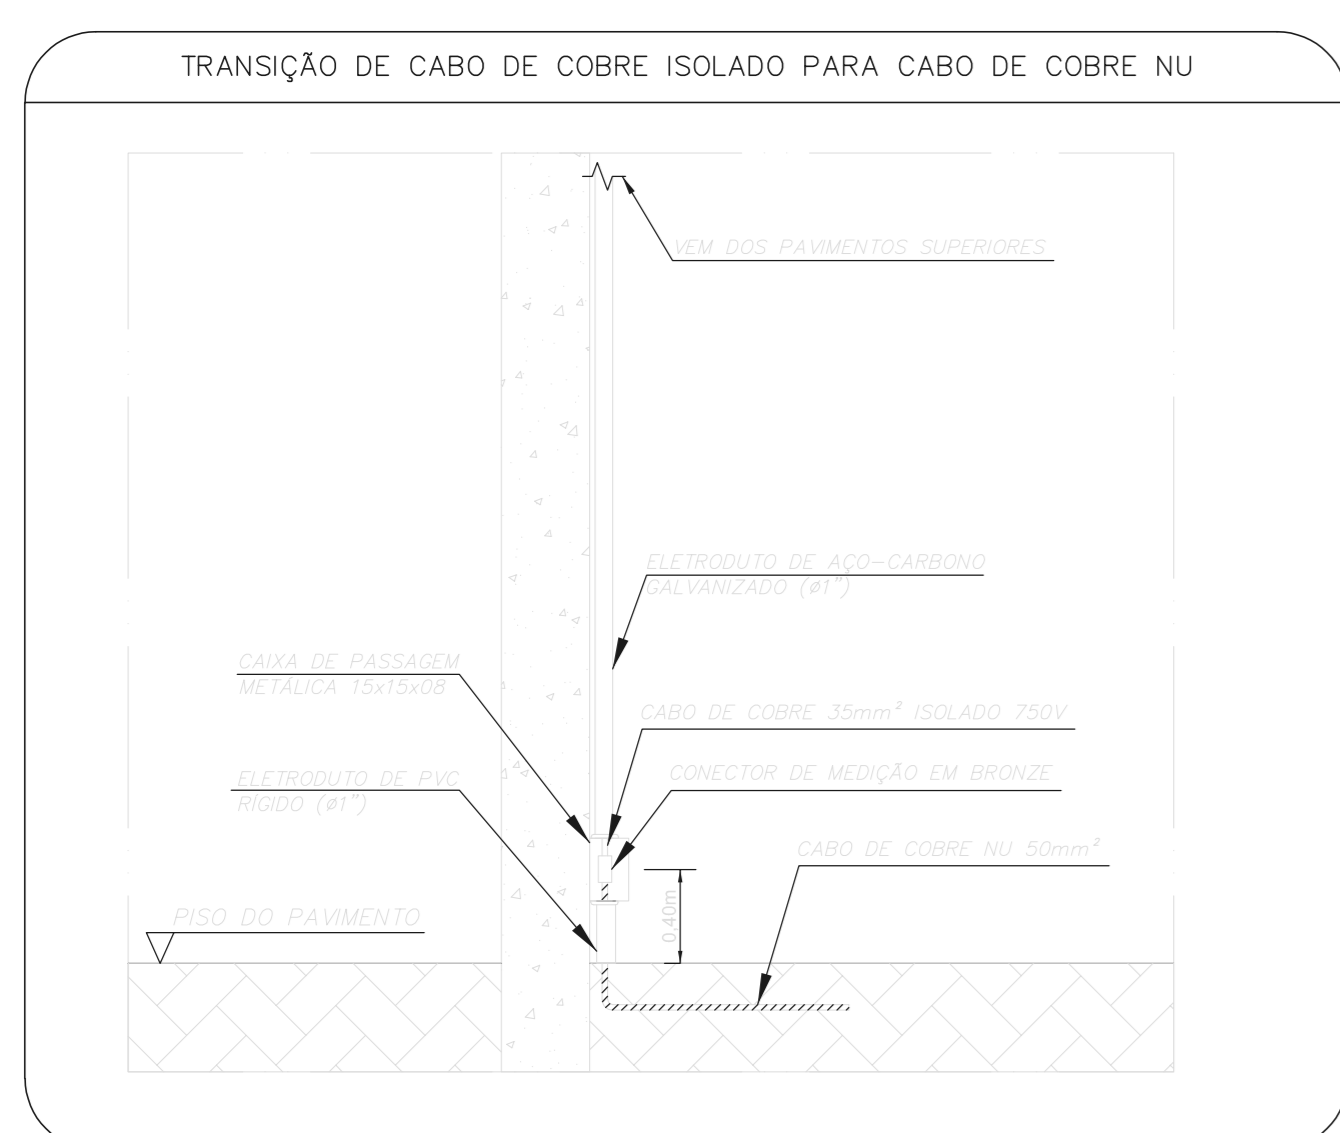 TRANSIÇÃO DE CABO DE COBRE ISOLADO PARA CABO DE COBRE NU
VEM DOS PAVIMENTOS SUPERIORES
ELETRODUTO DE AÇO-CARBONO
GALVANIZADO (ø1")
CAIXA DE PASSAGEM
METÁLICA 15x15x08
CABO DE COBRE 35mm² ISOLADO 750V
CONECTOR DE MEDIÇÃO EM BRONZE
ELETRODUTO DE PVC
RÍGIDO (ø1")
CABO DE COBRE NU 50mm²
0,40m
PISO DO PAVIMENTO